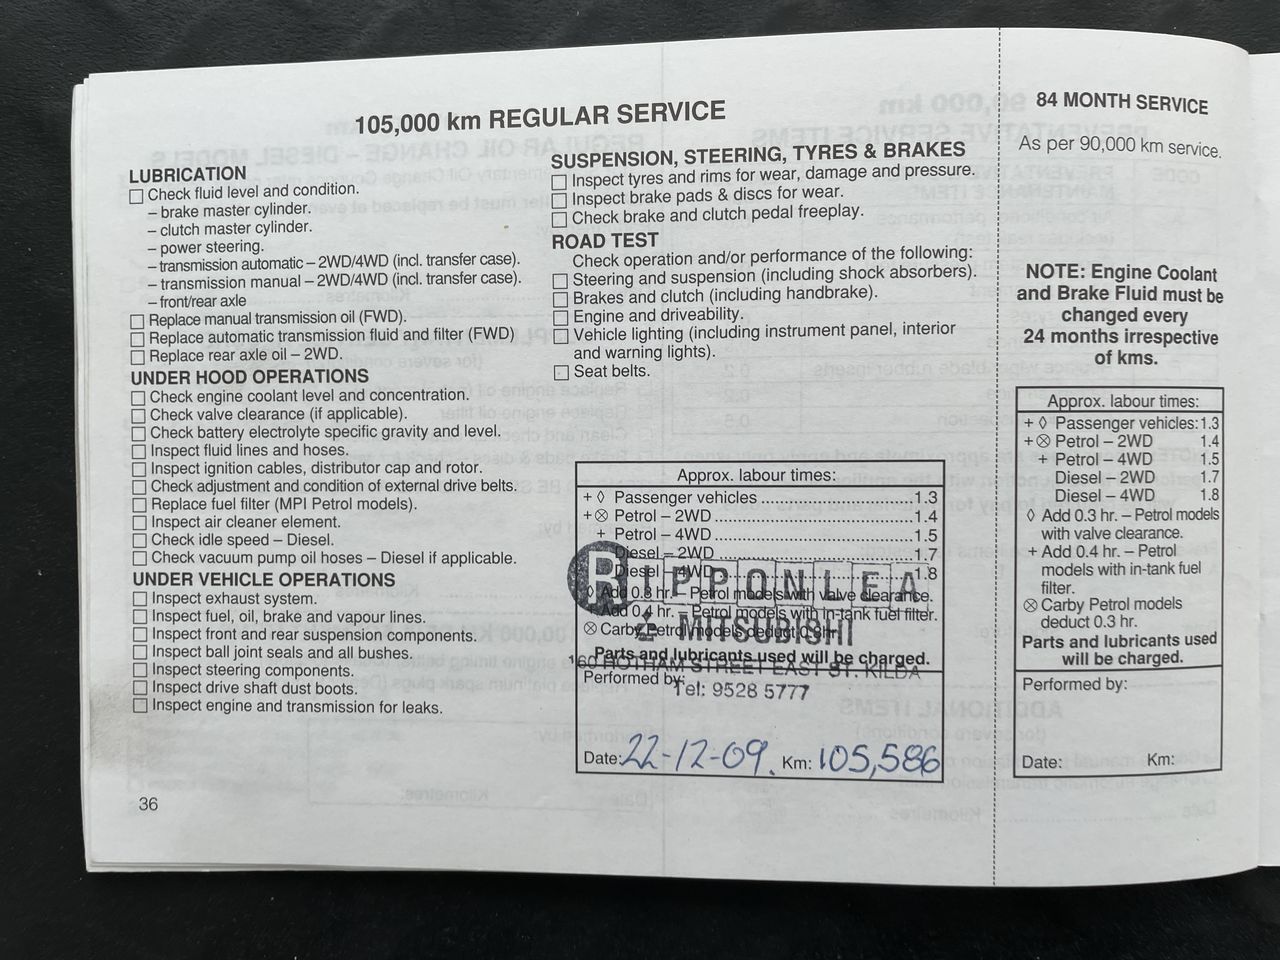 105,000 km REGULAR SERVICE
LUBRICATION
Check fluid level and condition.
– brake master cylinder.
– clutch master cylinder.
– power steering.
– transmission automatic – 2WD/4WD (incl. transfer case).
– transmission manual – 2WD/4WD (incl. transfer case).
– front/rear axle
Replace manual transmission oil (FWD).
Replace automatic transmission fluid and filter (FWD)
Replace rear axle oil – 2WD.
UNDER HOOD OPERATIONS
Check engine coolant level and concentration.
Check valve clearance (if applicable).
Check battery electrolyte specific gravity and level.
Inspect fluid lines and hoses.
Inspect ignition cables, distributor cap and rotor.
Check adjustment and condition of external drive belts.
Replace fuel filter (MPI Petrol models).
Inspect air cleaner element.
Check idle speed – Diesel.
Check vacuum pump oil hoses – Diesel if applicable.
UNDER VEHICLE OPERATIONS
Inspect exhaust system.
Inspect fuel, oil, brake and vapour lines.
Inspect front and rear suspension components.
Inspect ball joint seals and all bushes.
Inspect steering components.
Inspect drive shaft dust boots.
Inspect engine and transmission for leaks.
36
SUSPENSION, STEERING, TYRES & BRAKES
Inspect tyres and rims for wear, damage and pressure.
Inspect brake pads & discs for wear.
Check brake and clutch pedal freeplay.
ROAD TEST
Check operation and/or performance of the following:
Steering and suspension (including shock absorbers).
Brakes and clutch (including handbrake).
Engine and driveability.
Vehicle lighting (including instrument panel, interior
and warning lights).
Seat belts.
Approx. labour times:
+ ◊ Passenger vehicles ..................................1.3
+ ⊗ Petrol – 2WD ............................................1.4
+ Petrol – 4WD ............................................1.5
Diesel – 2WD ............................................1.7
Diesel – 4WD ............................................1.8
◊ Add 0.3 hr. – Petrol models with valve clearance.
+ Add 0.4 hr. – Petrol models with in-tank fuel filter.
⊗ Carby Petrol models deduct 0.3hr.
Parts and lubricants used will be charged.
RIPPONLEA
MITSUBISHI
160 HOTHAM STREET EAST ST. KILDA
Tel: 9528 5777
Performed by:
Date: 22-12-09. Km: 105,586
84 MONTH SERVICE
As per 90,000 km service.
NOTE: Engine Coolant
and Brake Fluid must be
changed every
24 months irrespective
of kms.
Approx. labour times:
+ ◊ Passenger vehicles: 1.3
+ ⊗ Petrol – 2WD 1.4
+ Petrol – 4WD 1.5
Diesel – 2WD 1.7
Diesel – 4WD 1.8
◊ Add 0.3 hr. – Petrol models
with valve clearance.
+ Add 0.4 hr. – Petrol
models with in-tank fuel
filter.
⊗ Carby Petrol models
deduct 0.3 hr.
Parts and lubricants used
will be charged.
Performed by:
Date: Km: